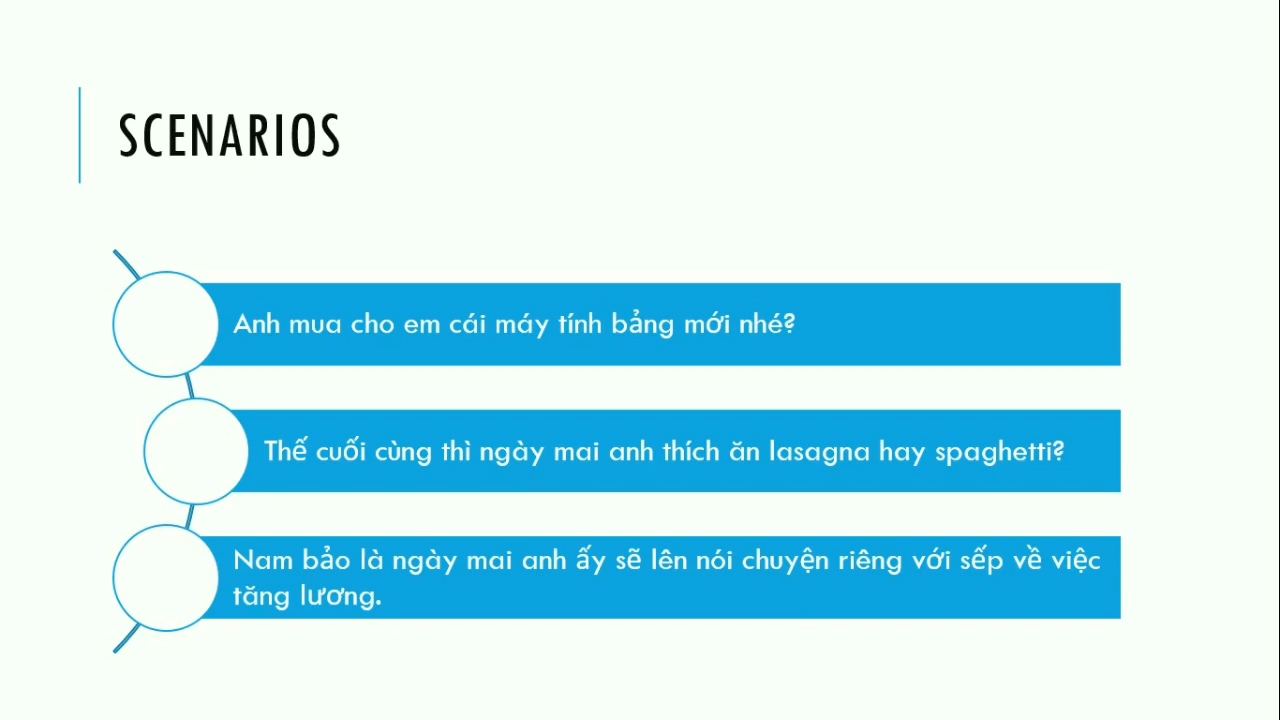 SCENARIOS
Anh mua cho em cái máy tính bảng mới nhé?
Thế cuối cùng thì ngày mai anh thích ăn lasagna hay spaghetti?
Nam bảo là ngày mai anh ấy sẽ lên nói chuyện riêng với sếp về việc
tăng lương.